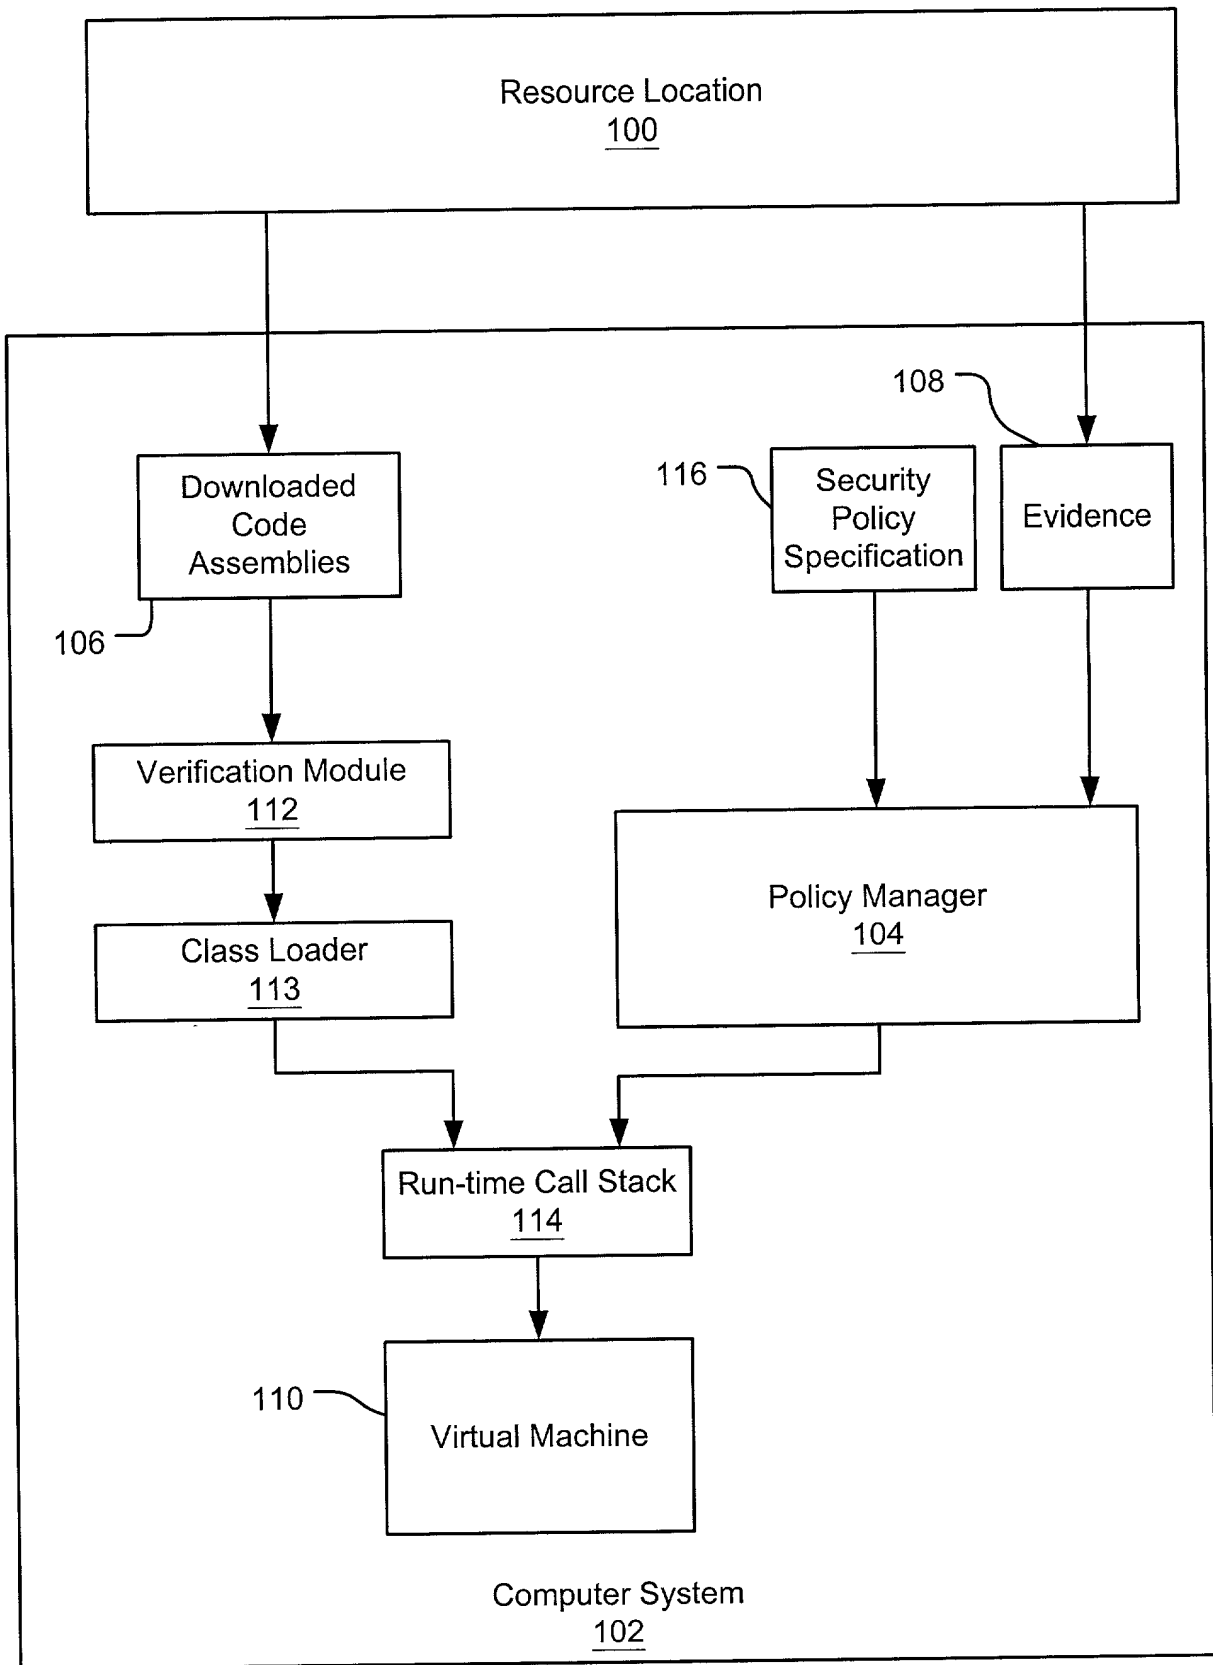 Resource Location
100
108
116
Security
Policy
Specification
Evidence
Downloaded
Code
Assemblies
106
Verification Module
112
Policy Manager
104
Class Loader
113
Run-time Call Stack
114
110
Virtual Machine
Computer System
102